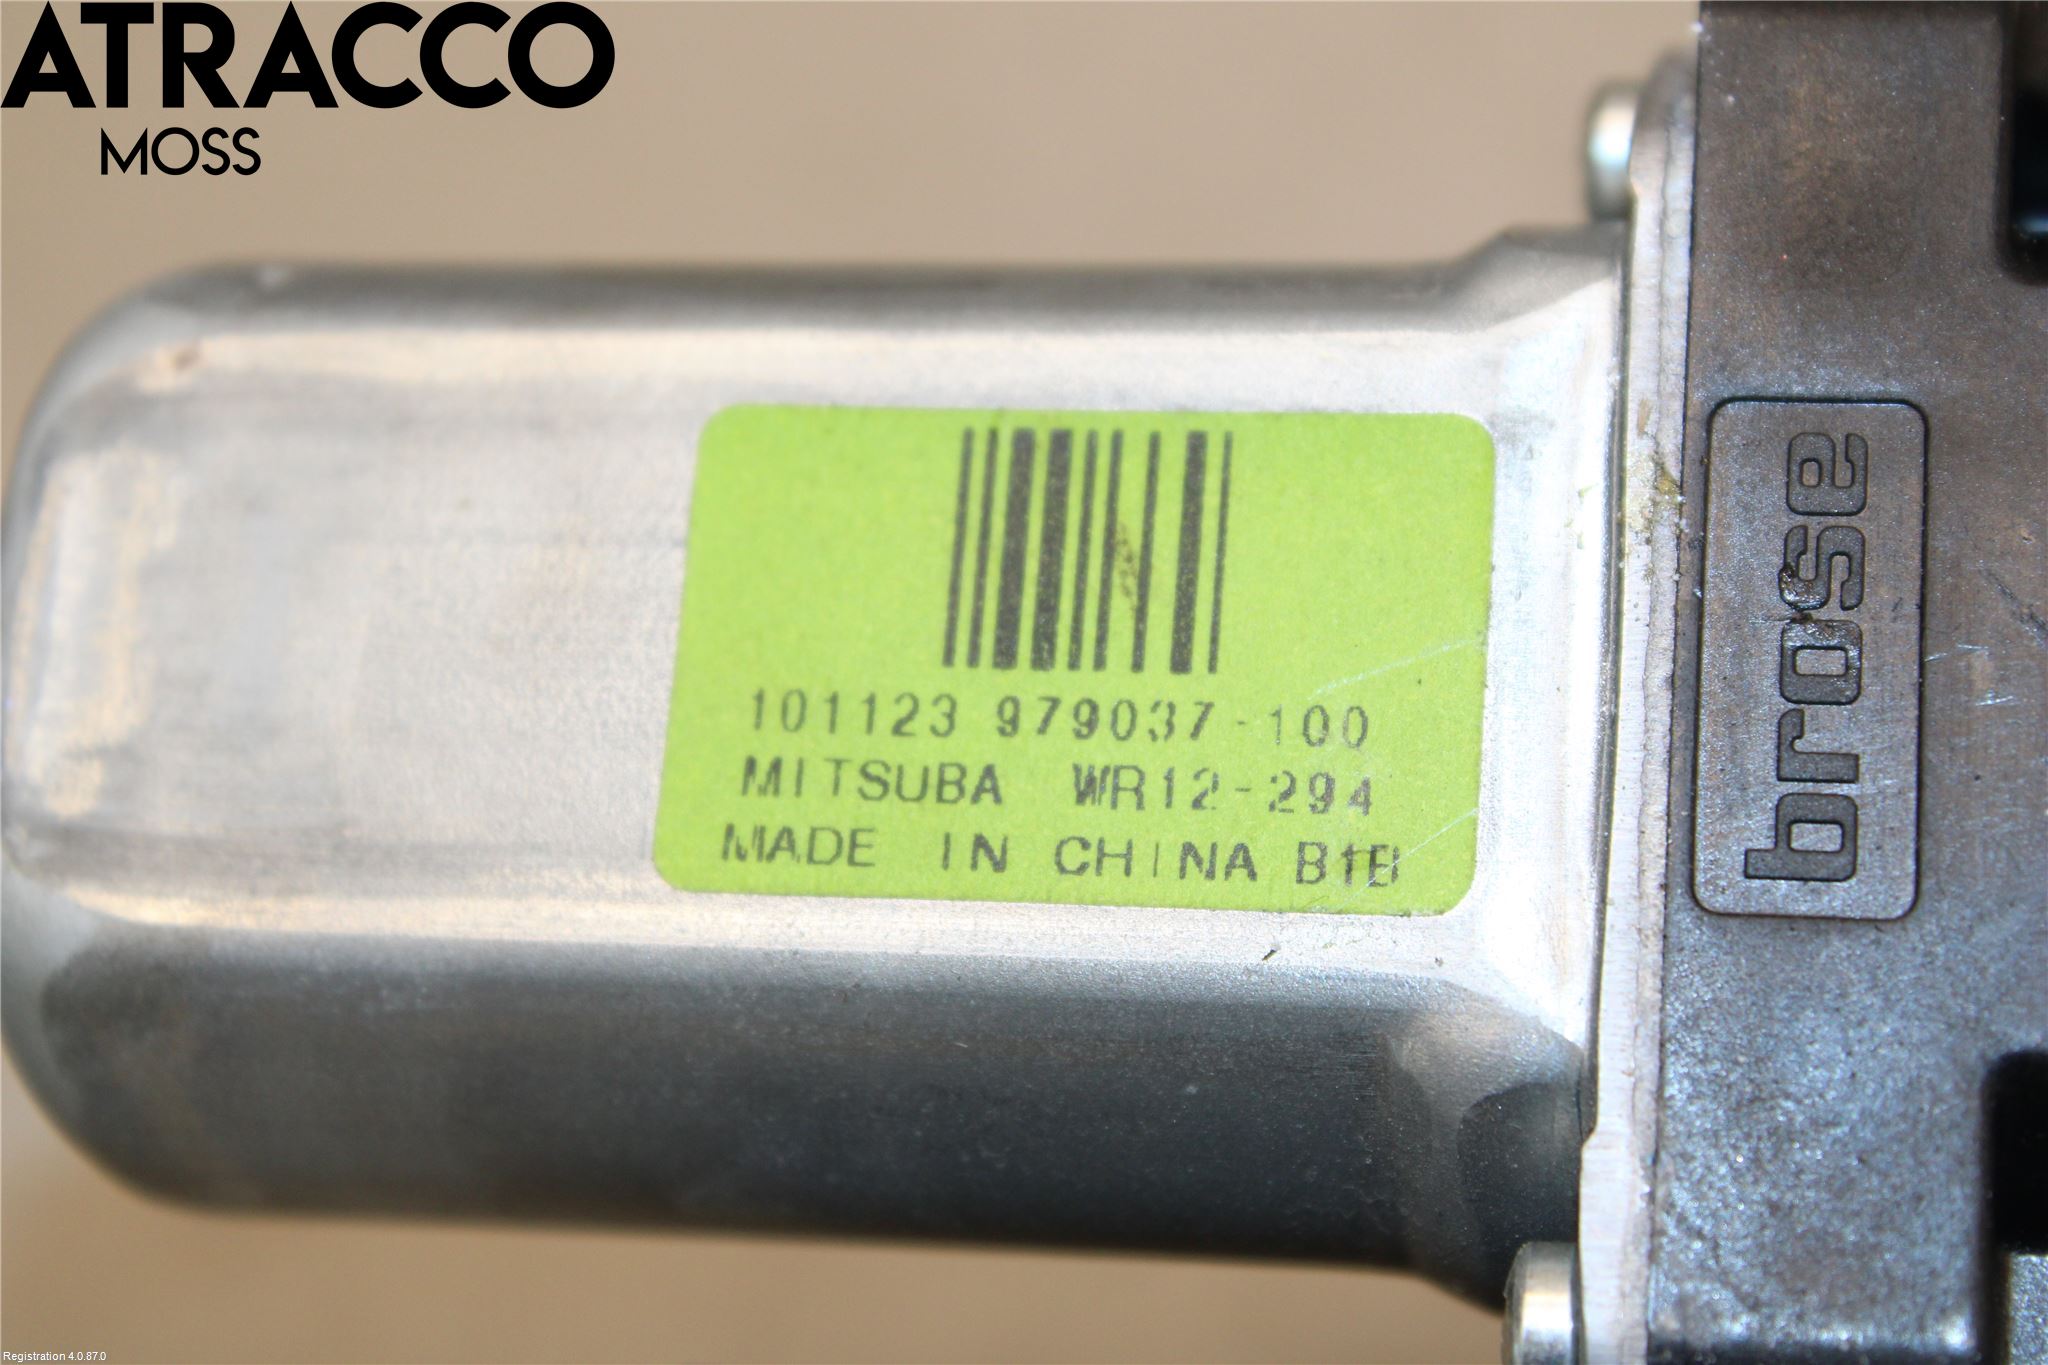 ATRACCO
MOSS
101123 979037-100
MITSUBA WR12-294
MADE IN CHINA B1B
brose
Registration 4.0.87.0